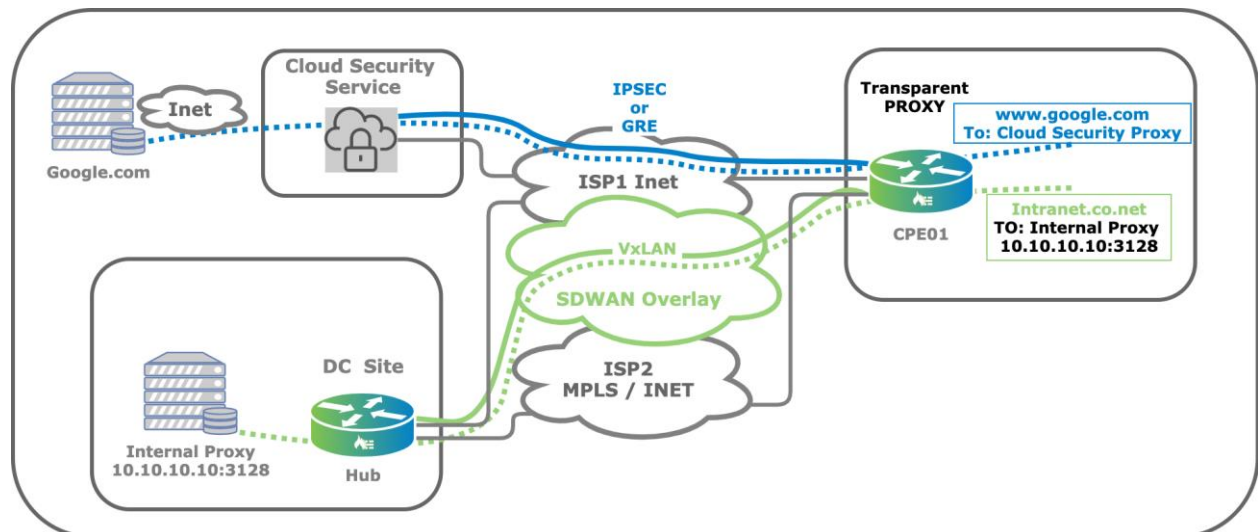 Cloud Security
Service
Inet
Google.com
IPSEC
or
GRE
Transparent
PROXY
www.google.com
To: Cloud Security Proxy
ISP1 Inet
CPE01
Intranet.co.net
TO: Internal Proxy
10.10.10.10:3128
VxLAN
SDWAN Overlay
DC Site
ISP2
MPLS / INET
Internal Proxy
10.10.10.10:3128
Hub